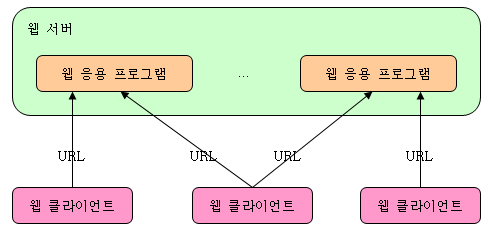 웹 서버
웹 응용 프로그램 ... 웹 응용 프로그램
URL URL URL URL
웹 클라이언트 웹 클라이언트 웹 클라이언트